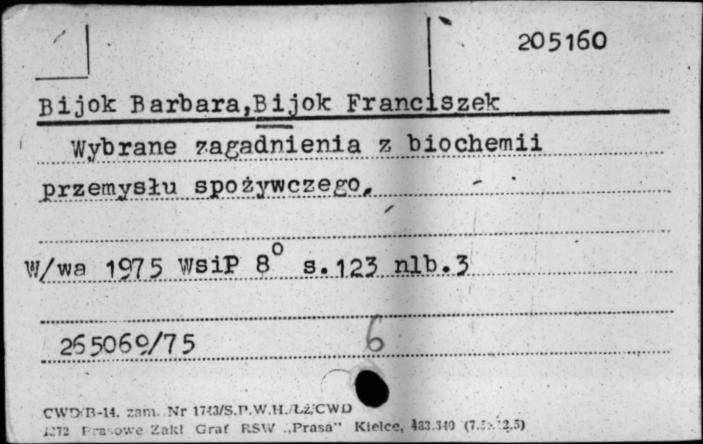 205160
Bijok Barbara,Bijok Franciszek
Wybrane zagadnienia z biochemii
przemysłu spożywczego.
W/wa 1975 WsiP 8° s.123 nlb.3
265069/75 6
CWD/B-14. zam. Nr 1743/S.P.W.H./Łż/CWD
Prasowe Zakł Graf RSW „Prasa" Kielce,